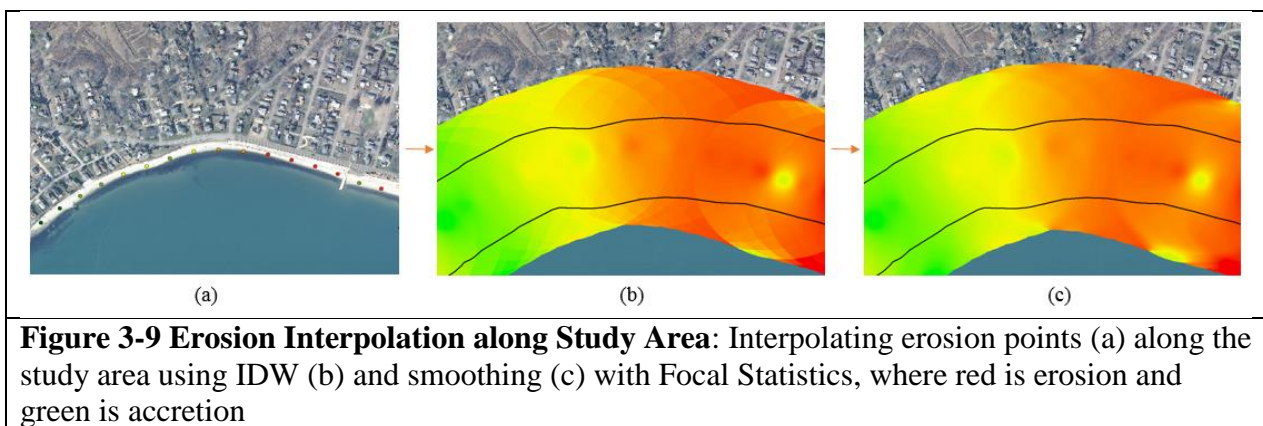 (a) (b) (c)
Figure 3-9 Erosion Interpolation along Study Area: Interpolating erosion points (a) along the
study area using IDW (b) and smoothing (c) with Focal Statistics, where red is erosion and
green is accretion